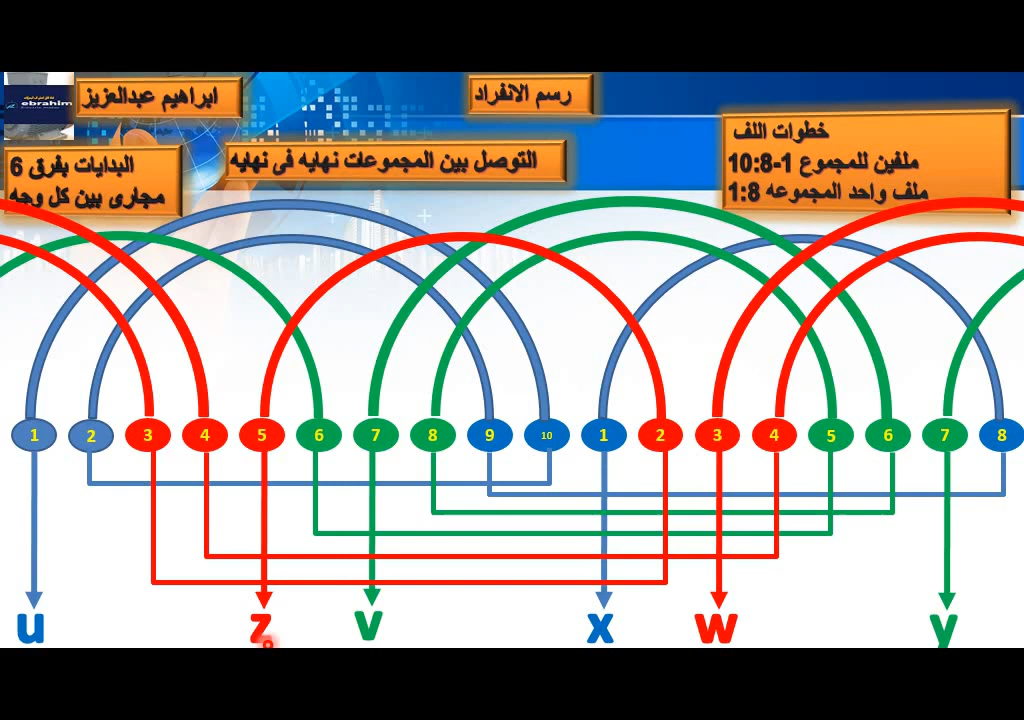 ebrahim
ابراهيم عبدالعزيز
رسم الانفراد
خطوات اللف
ملفين للمجموع 1-10:8
ملف واحد المجموعه 1:8
التوصل بين المجموعات نهايه فى نهايه
البدايات بفرق 6
مجارى بين كل وجه
1 2 3 4 5 6 7 8 9 10 1 2 3 4 5 6 7 8
u z v x w y